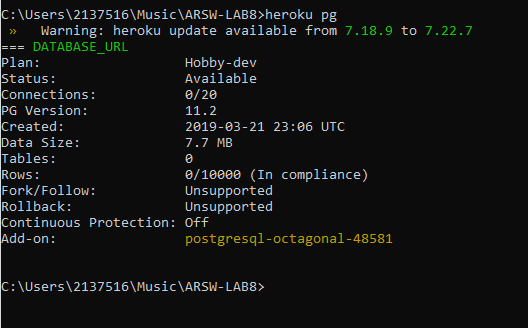 C:\Users\2137516\Music\ARSW-LAB8>heroku pg
»   Warning: heroku update available from 7.18.9 to 7.22.7
=== DATABASE_URL
Plan:                  Hobby-dev
Status:                Available
Connections:           0/20
PG Version:            11.2
Created:               2019-03-21 23:06 UTC
Data Size:             7.7 MB
Tables:                0
Rows:                  0/10000 (In compliance)
Fork/Follow:           Unsupported
Rollback:              Unsupported
Continuous Protection: Off
Add-on:                postgresql-octagonal-48581
C:\Users\2137516\Music\ARSW-LAB8>